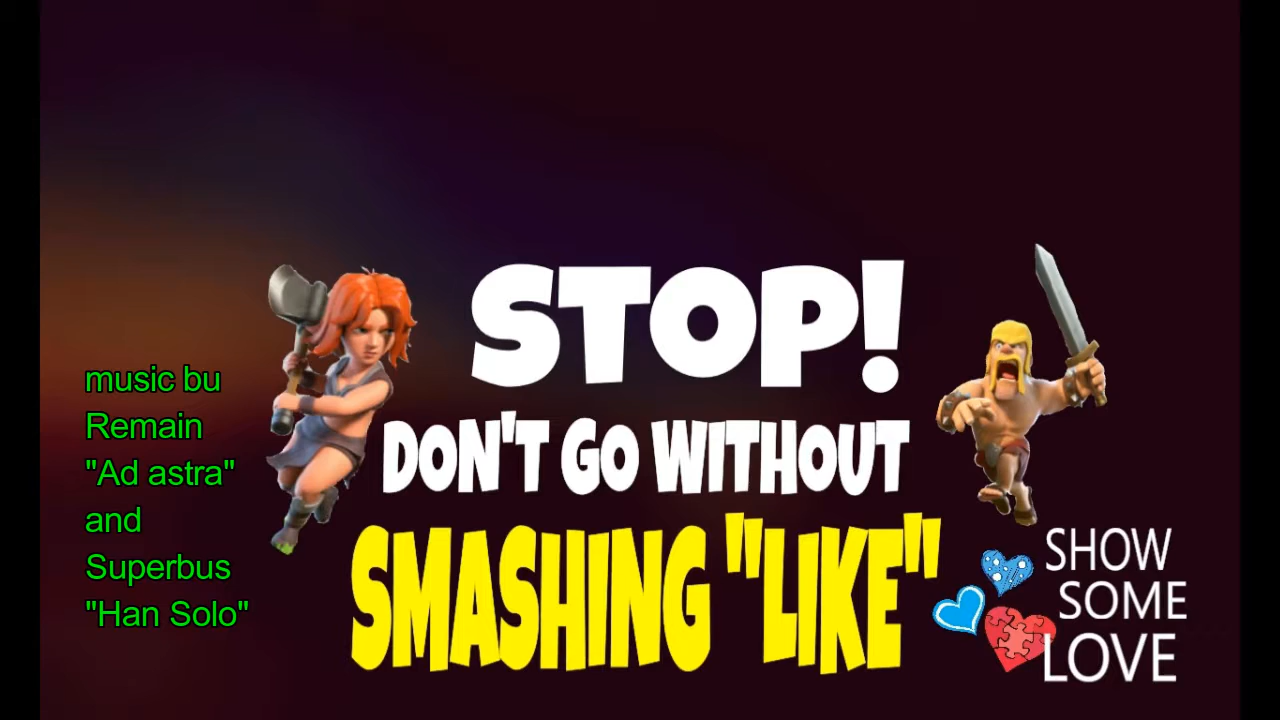 STOP!
DON'T GO WITHOUT
SMASHING "LIKE"
music bu
Remain
"Ad astra"
and
Superbus
"Han Solo"
SHOW
SOME
LOVE